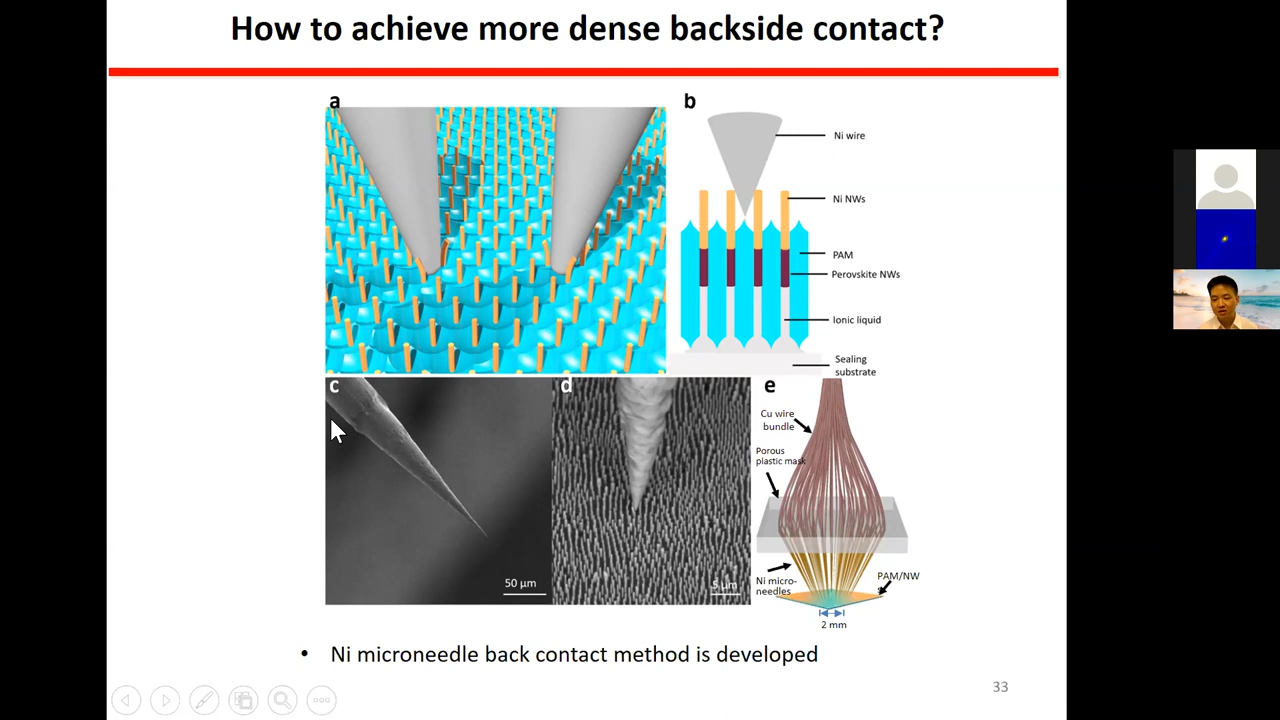 How to achieve more dense backside contact?
a
b
Ni wire
Ni NWs
PAM
Perovskite NWs
Ionic liquid
Sealing
substrate
c
d
e
50 μm
5 μm
Cu wire
bundle
Porous
plastic mask
Ni micro-
needles
PAM/NW
2 mm
• Ni microneedle back contact method is developed
33